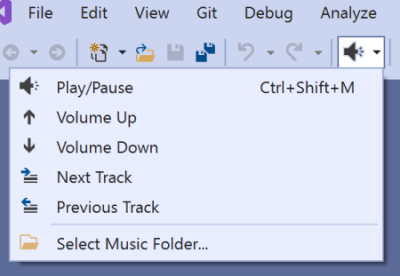 File Edit View Git Debug Analyze
Play/Pause Ctrl+Shift+M
Volume Up
Volume Down
Next Track
Previous Track
Select Music Folder...